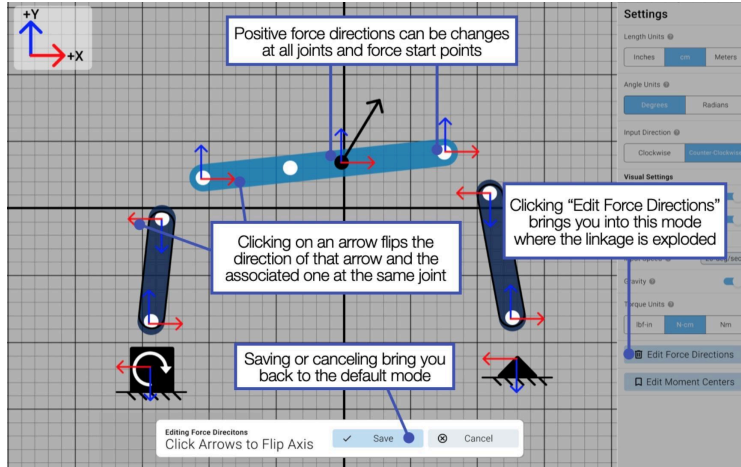 +Y
+X
Positive force directions can be changes
at all joints and force start points
Clicking on an arrow flips the
direction of that arrow and the
associated one at the same joint
Saving or canceling bring you
back to the default mode
Editing Force Direcitons
Click Arrows to Flip Axis
Save
Cancel
Settings
Length Units
Inches
cm
Meters
Angle Units
Degrees
Radians
Input Direction
Clockwise
Counter Clockwise
Visual Settings
Clicking “Edit Force Directions”
brings you into this mode
where the linkage is exploded
Gravity
Torque Units
lbf-in
N-cm
Nm
Edit Force Directions
Edit Moment Centers